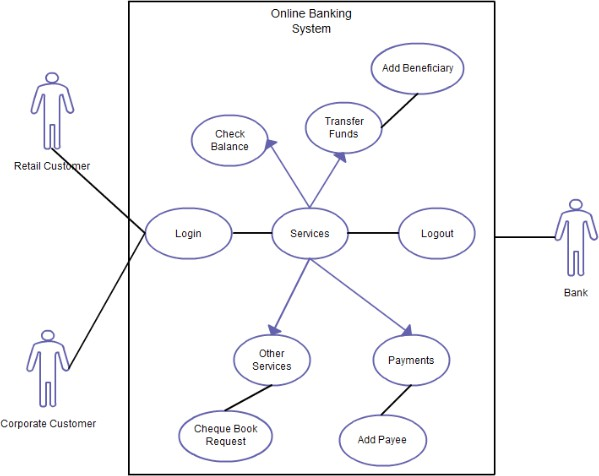 Online Banking
System
Add Beneficiary
Transfer
Funds
Check
Balance
Retail Customer
Login
Services
Logout
Bank
Other
Services
Payments
Corporate Customer
Cheque Book
Request
Add Payee